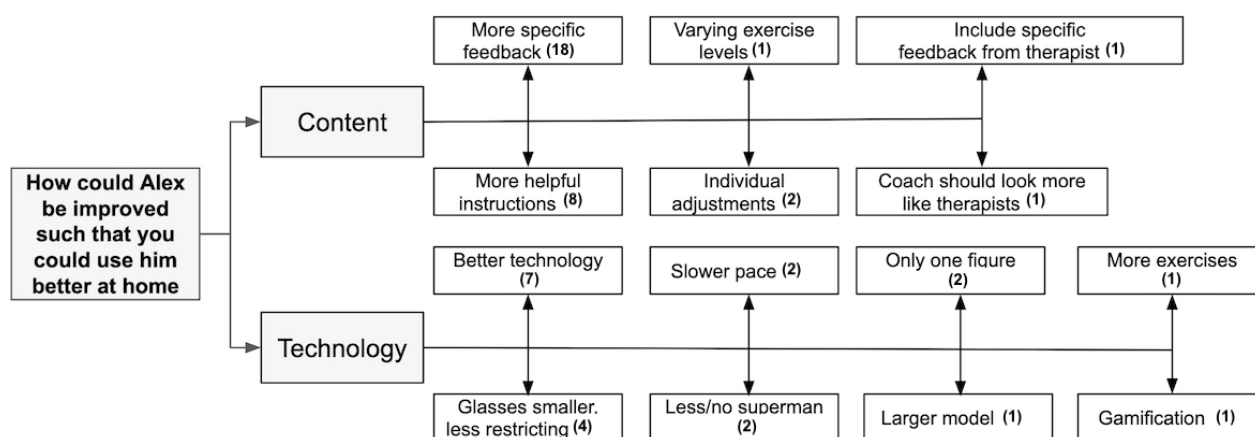 More specific
feedback (18)
Varying exercise
levels (1)
Include specific
feedback from therapist (1)
Content
More helpful
instructions (8)
Individual
adjustments (2)
Coach should look more
like therapists (1)
How could Alex
be improved
such that you
could use him
better at home
Better technology
(7)
Slower pace (2)
Only one figure
(2)
More exercises
(1)
Technology
Glasses smaller,
less restricting (4)
Less/no superman
(2)
Larger model (1)
Gamification (1)